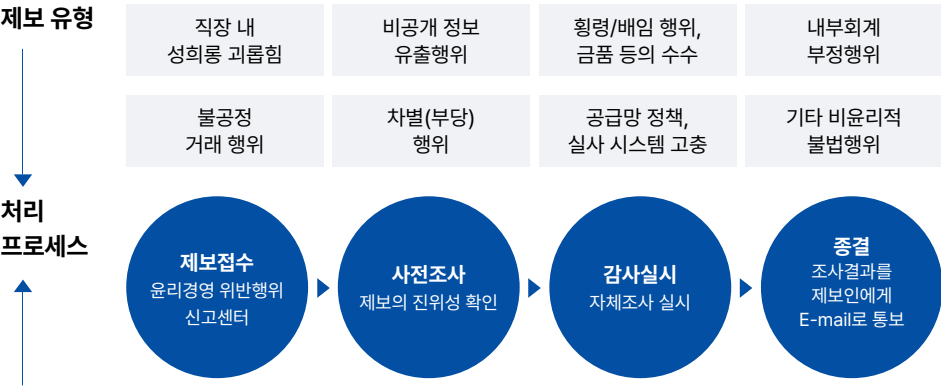 제보 유형
직장 내
성희롱 괴롭힘
비공개 정보
유출행위
횡령/배임 행위,
금품 등의 수수
내부회계
부정행위
불공정
거래 행위
차별(부당)
행위
공급망 정책,
실사 시스템 고충
기타 비윤리적
불법행위
처리
프로세스
제보접수
윤리경영 위반행위
신고센터
사전조사
제보의 진위성 확인
감사실시
자체조사 실시
종결
조사결과를
제보인에게
E-mail로 통보